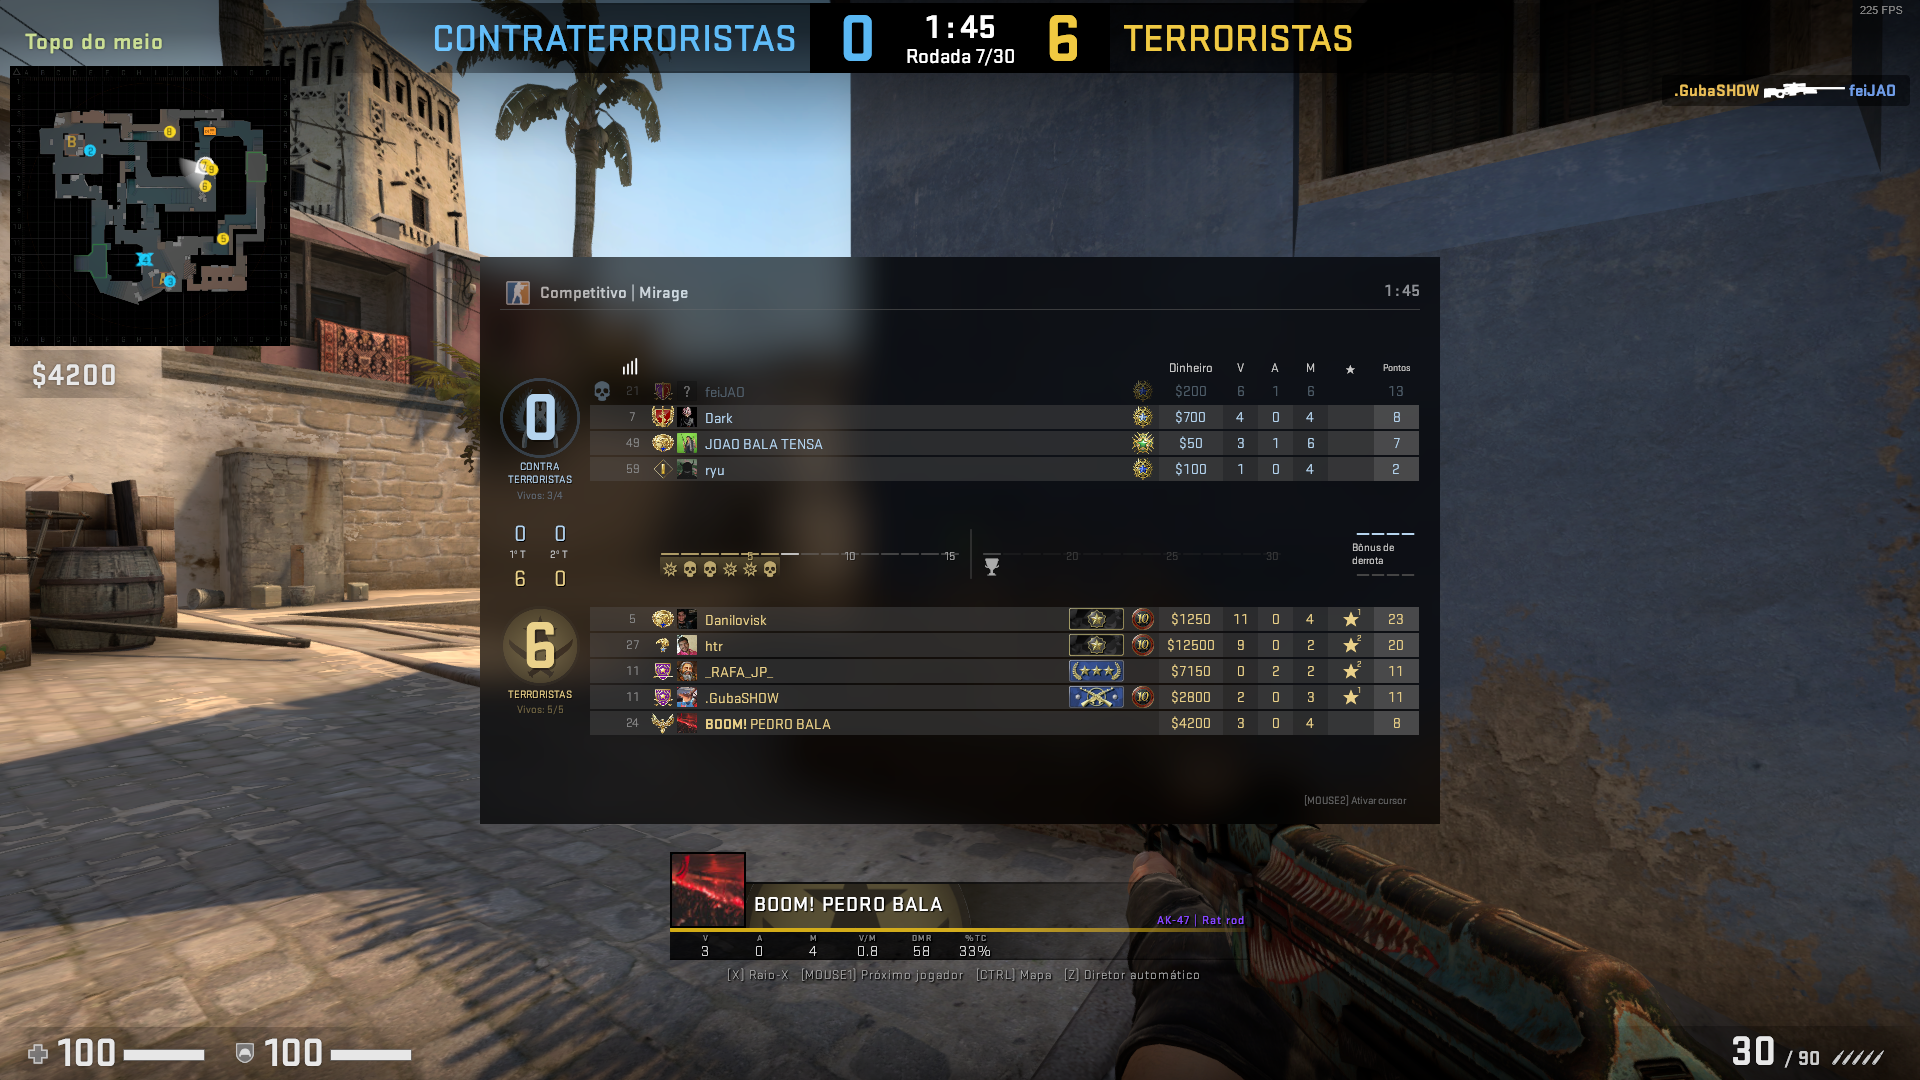 225 FPS
Topo do meio
CONTRATERRORISTAS 0 1:45 6 TERRORISTAS
Rodada 7/30
.GubaSHOW feiJAO
B
A
$4200
Competitivo | Mirage 1:45
Dinheiro V A M Pontos
21 ? feiJAO $200 6 1 6 13
7 Dark $700 4 0 4 8
49 JOAO BALA TENSA $50 3 1 6 7
59 ryu $100 1 0 4 2
0
CONTRA
TERRORISTAS
Vivos: 3/4
0 0
1º T 2º T
6 0
5 10 15 20 25 30
Bônus de
derrota
6
TERRORISTAS
Vivos: 5/5
5 Danilovisk 10 $1250 11 0 4 1 23
27 htr 10 $12500 9 0 2 2 20
11 _RAFA_JP_ $7150 0 2 2 2 11
11 .GubaSHOW 10 $2800 2 0 3 1 11
24 BOOM! PEDRO BALA $4200 3 0 4 8
[MOUSE2] Ativar cursor
BOOM! PEDRO BALA
AK-47 | Rat rod
V A M V/M DMR %TC
3 0 4 0.8 58 33%
[X] Raio-X [MOUSE1] Próximo jogador [CTRL] Mapa [Z] Diretor automático
100 100
30 / 90